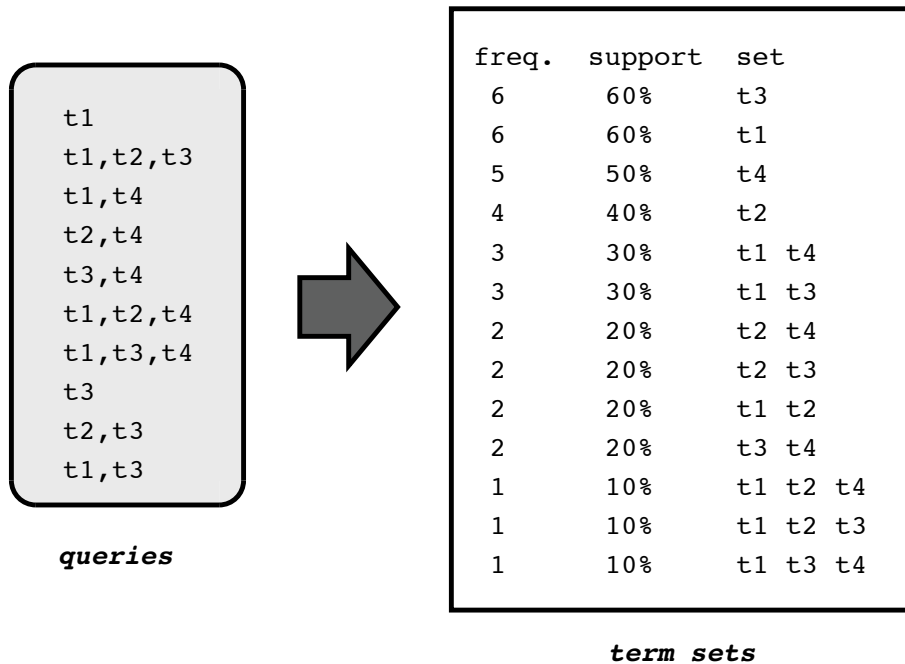 t1
t1,t2,t3
t1,t4
t2,t4
t3,t4
t1,t2,t4
t1,t3,t4
t3
t2,t3
t1,t3
queries
freq. support set
6 60% t3
6 60% t1
5 50% t4
4 40% t2
3 30% t1 t4
3 30% t1 t3
2 20% t2 t4
2 20% t2 t3
2 20% t1 t2
2 20% t3 t4
1 10% t1 t2 t4
1 10% t1 t2 t3
1 10% t1 t3 t4
term sets